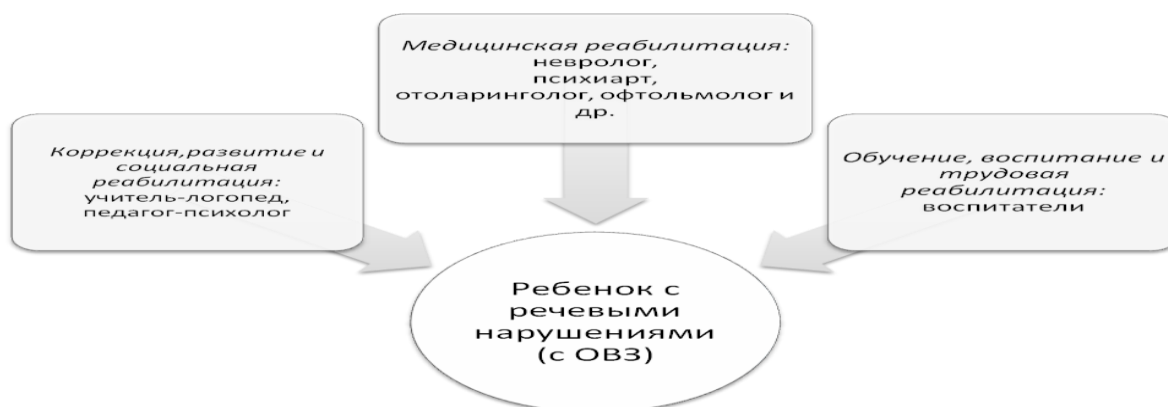 Медицинская реабилитация:
невролог,
психиарт,
отоларинголог, офтольмолог и
др.
Коррекция,развитие и
социальная
реабилитация:
учитель-логопед,
педагог-психолог
Обучение, воспитание и
трудовая
реабилитация:
воспитатели
Ребенок с
речевыми
нарушениями
(с ОВЗ)